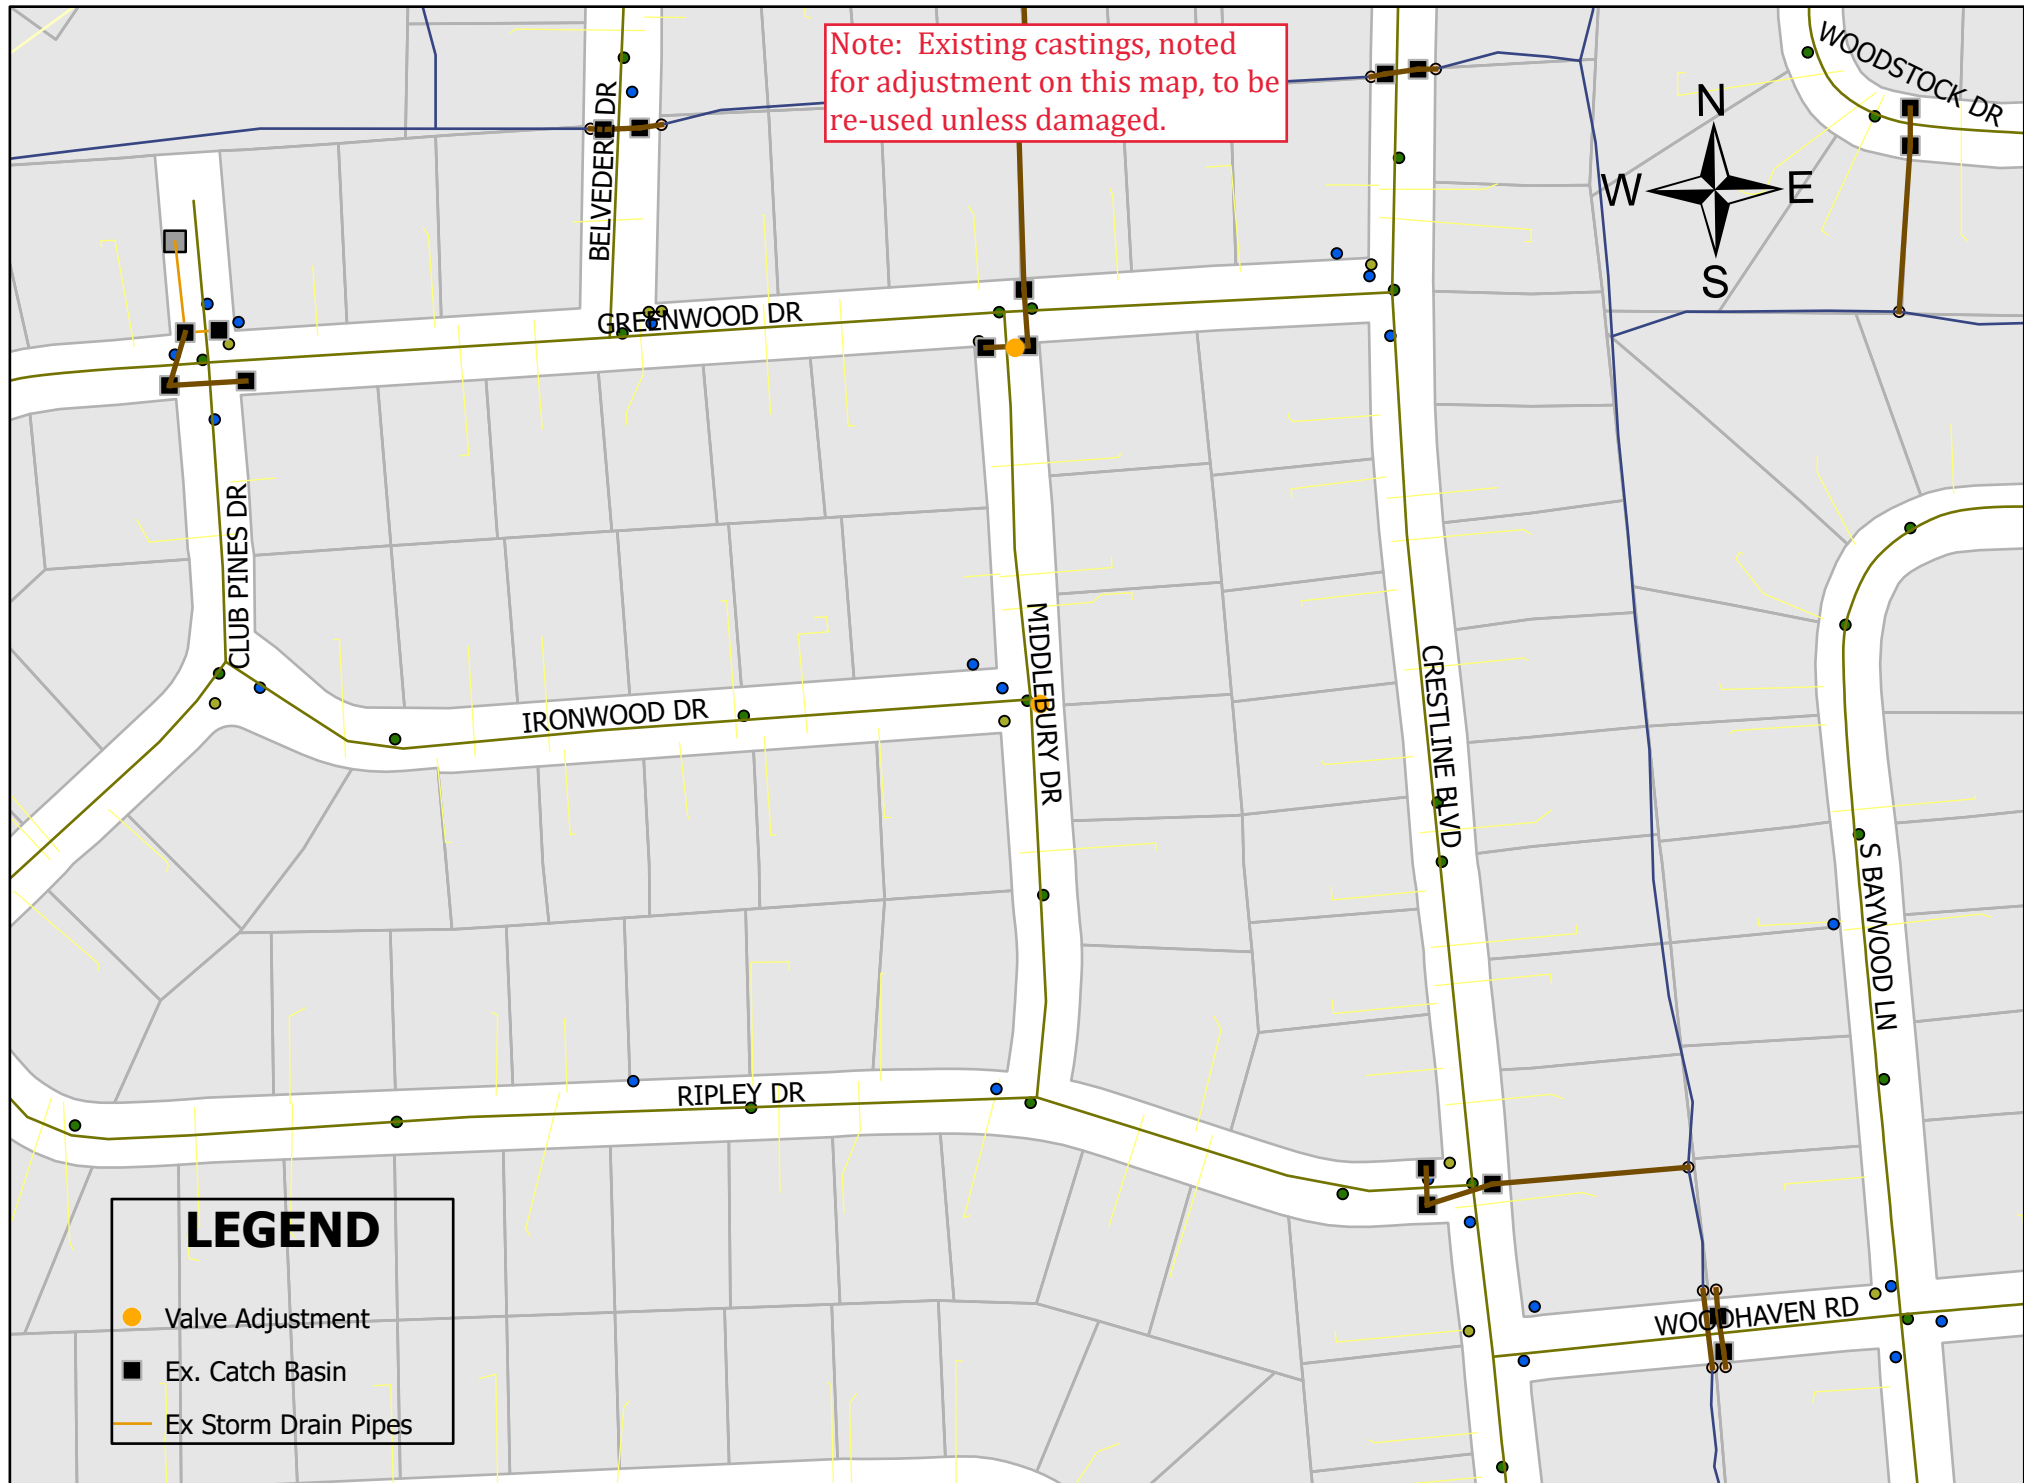 Note: Existing castings, noted
for adjustment on this map, to be
re-used unless damaged.
WOODSTOCK DR
N
W E
S
BELVEDERE DR
GREENWOOD DR
CLUB PINES DR
MIDDLEBURY DR
IRONWOOD DR
CRESTLINE BLVD
S BAYWOOD LN
RIPLEY DR
WOODHAVEN RD
LEGEND
Valve Adjustment
Ex. Catch Basin
Ex Storm Drain Pipes